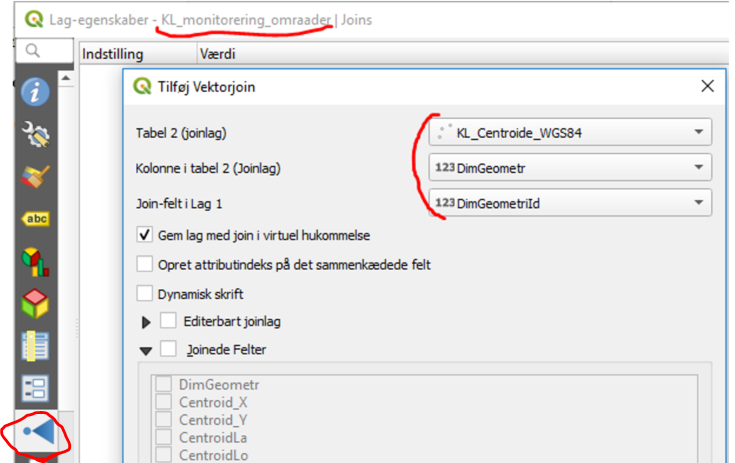 Lag-egenskaber - KL_monitorering_omraader | Joins
Indstilling Værdi
Tilføj Vektorjoin
Tabel 2 (joinlag) KL_Centroide_WGS84
Kolonne i tabel 2 (Joinlag) 123 DimGeometr
Join-felt i Lag 1 123 DimGeometriId
Gem lag med join i virtuel hukommelse
Opret attributindeks på det sammenkædede felt
Dynamisk skrift
Editerbart joinlag
Joinede Felter
abc
DimGeometr
Centroid_X
Centroid_Y
CentroidLa
CentroidLo